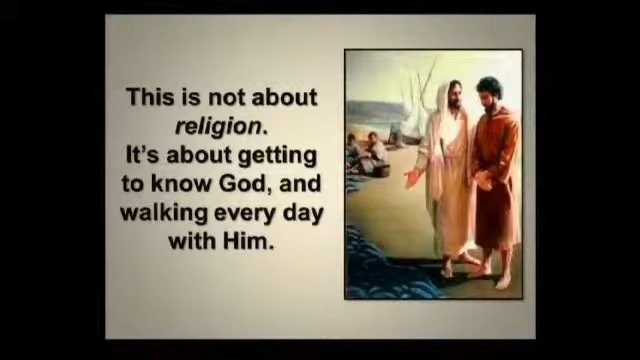 This is not about
religion.
It's about getting
to know God, and
walking every day
with Him.